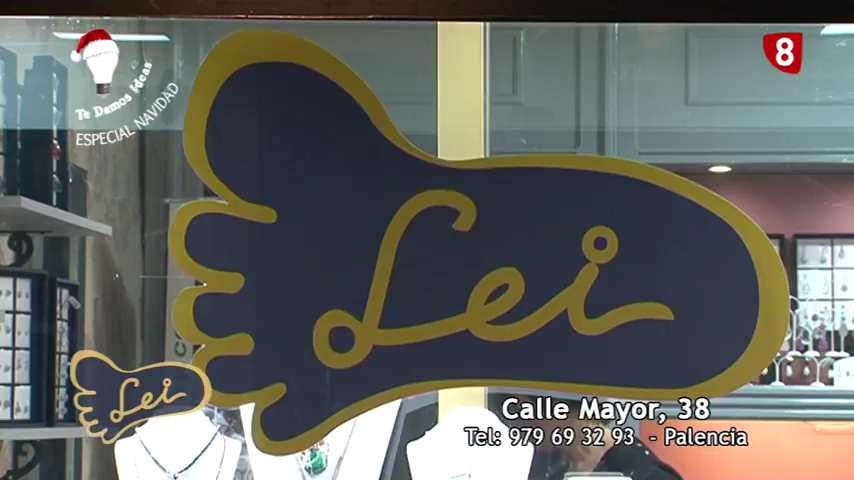 8
Te Damos Ideas
ESPECIAL NAVIDAD
Lei
Lei
Calle Mayor, 38
Tel: 979 69 32 93 - Palencia